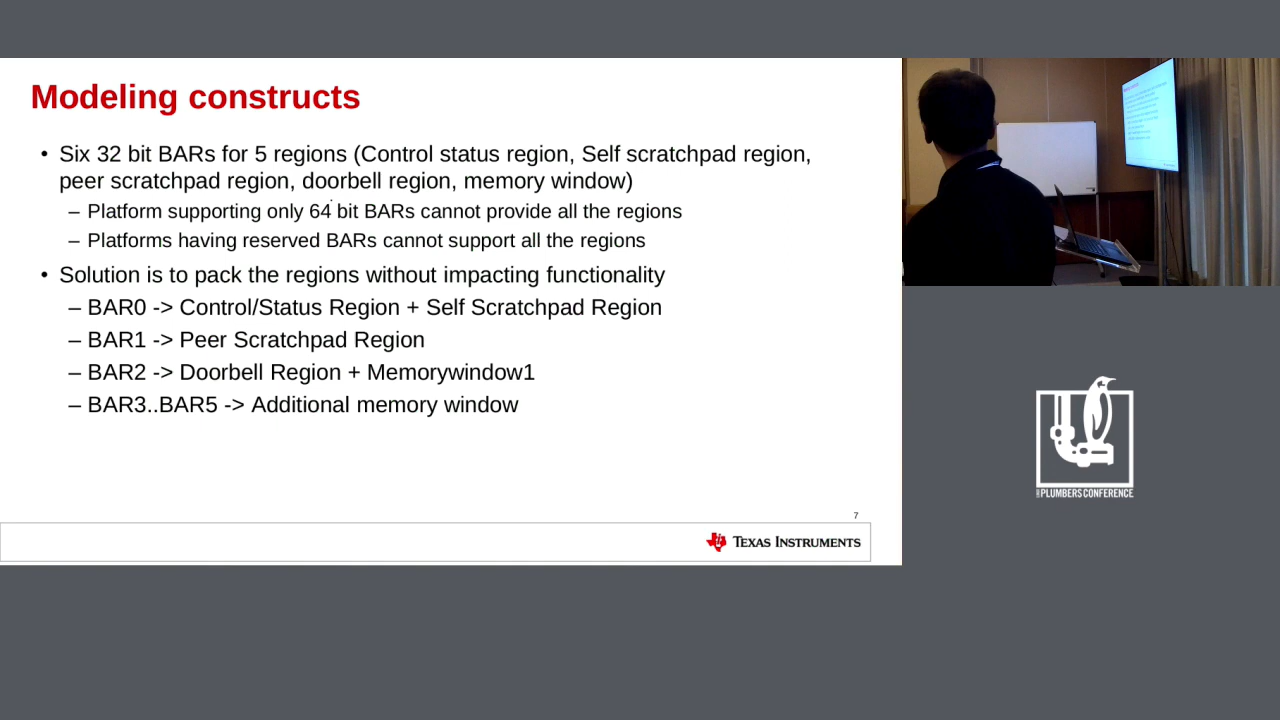 Modeling constructs
• Six 32 bit BARs for 5 regions (Control status region, Self scratchpad region,
peer scratchpad region, doorbell region, memory window)
– Platform supporting only 64 bit BARs cannot provide all the regions
– Platforms having reserved BARs cannot support all the regions
• Solution is to pack the regions without impacting functionality
– BAR0 -> Control/Status Region + Self Scratchpad Region
– BAR1 -> Peer Scratchpad Region
– BAR2 -> Doorbell Region + Memorywindow1
– BAR3..BAR5 -> Additional memory window
7
TEXAS INSTRUMENTS
PLUMBERS CONFERENCE